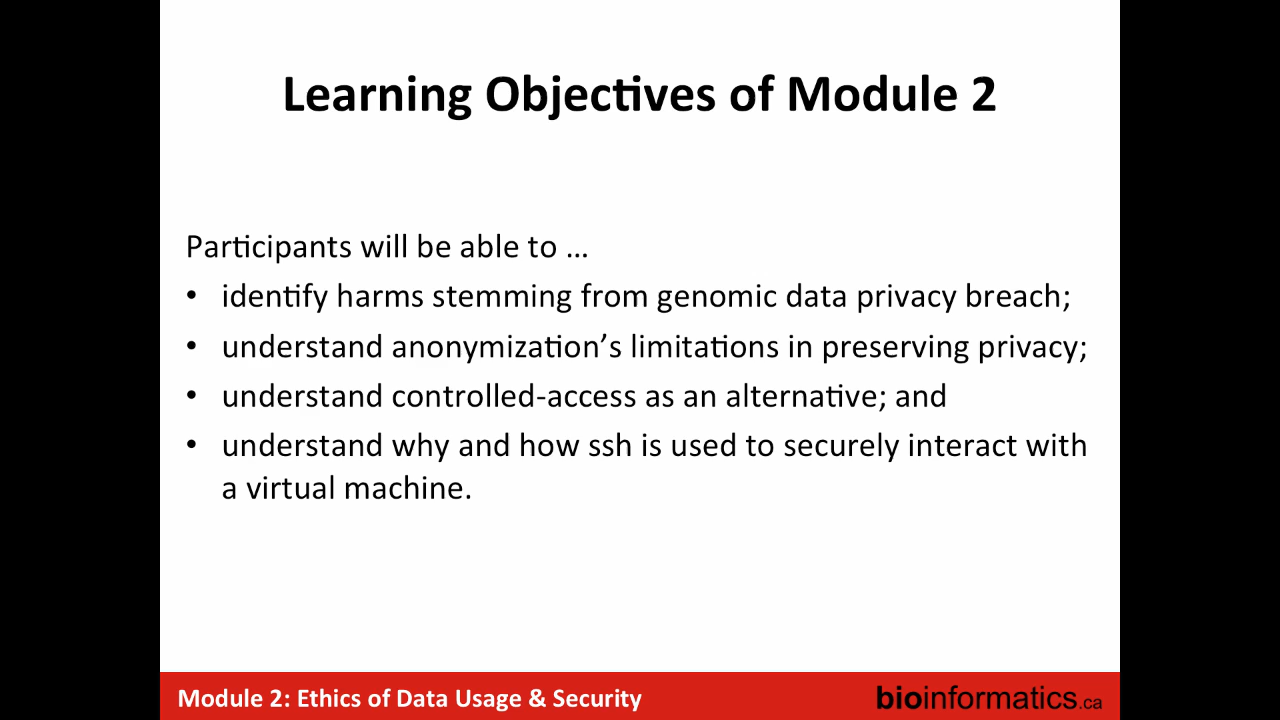 Learning Objectives of Module 2
Participants will be able to …
• identify harms stemming from genomic data privacy breach;
• understand anonymization’s limitations in preserving privacy;
• understand controlled-access as an alternative; and
• understand why and how ssh is used to securely interact with
a virtual machine.
Module 2: Ethics of Data Usage & Security
bioinformatics.ca